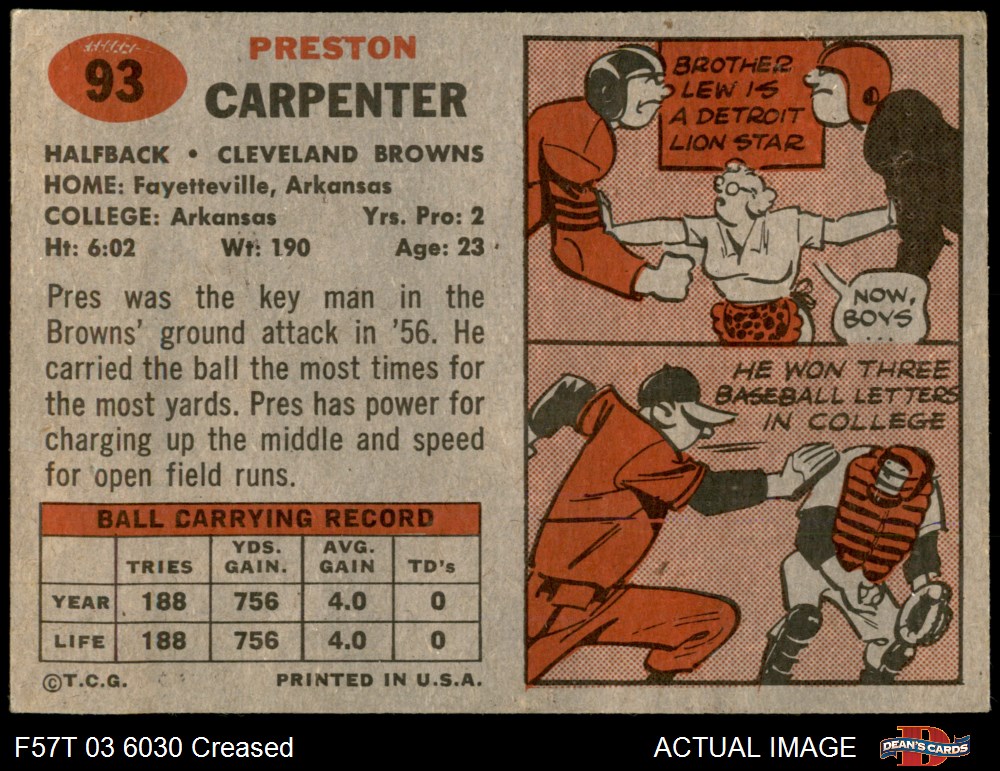 93
PRESTON
CARPENTER
HALFBACK • CLEVELAND BROWNS
HOME: Fayetteville, Arkansas
COLLEGE: Arkansas Yrs. Pro: 2
Ht: 6:02 Wt: 190 Age: 23
Pres was the key man in the
Browns' ground attack in '56. He
carried the ball the most times for
the most yards. Pres has power for
charging up the middle and speed
for open field runs.
BALL CARRYING RECORD
TRIES YDS. GAIN. AVG. GAIN TD's
YEAR 188 756 4.0 0
LIFE 188 756 4.0 0
©T.C.G. PRINTED IN U.S.A.
BROTHER
LEW IS
A DETROIT
LION STAR
NOW,
BOYS
...
HE WON THREE
BASEBALL LETTERS
IN COLLEGE
F57T 03 6030 Creased
ACTUAL IMAGE
DEAN'S CARDS